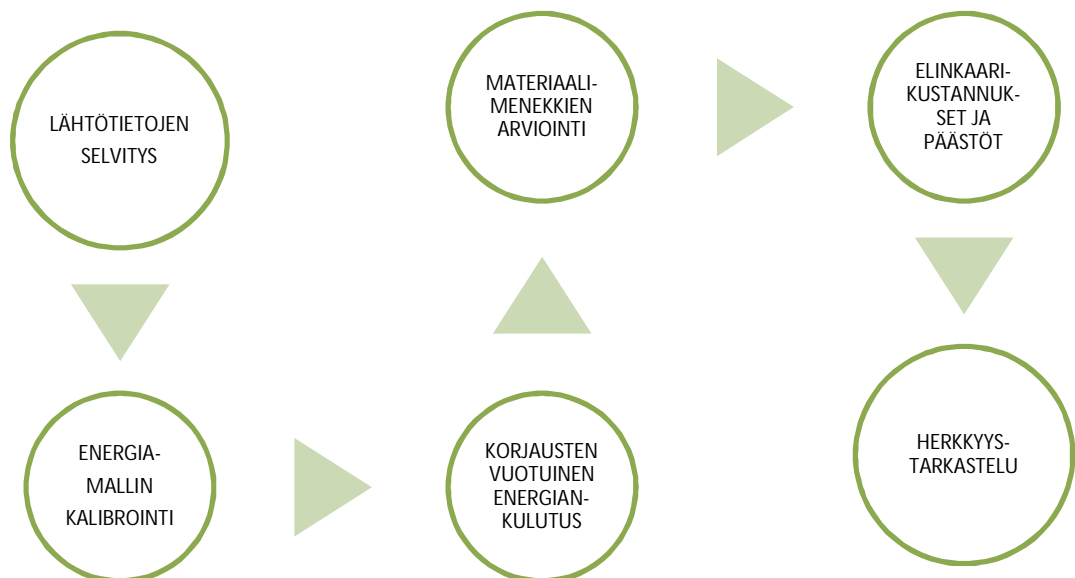 LÄHTÖTIETOJEN
SELVITYS
ENERGIA-
MALLIN
KALIBROINTI
KORJAUSTEN
VUOTUINEN
ENERGIAN-
KULUTUS
MATERIAALI-
MENEKKIEN
ARVIOINTI
ELINKAARI-
KUSTANNUK-
SET JA
PÄÄSTÖT
HERKKYYS-
TARKASTELU